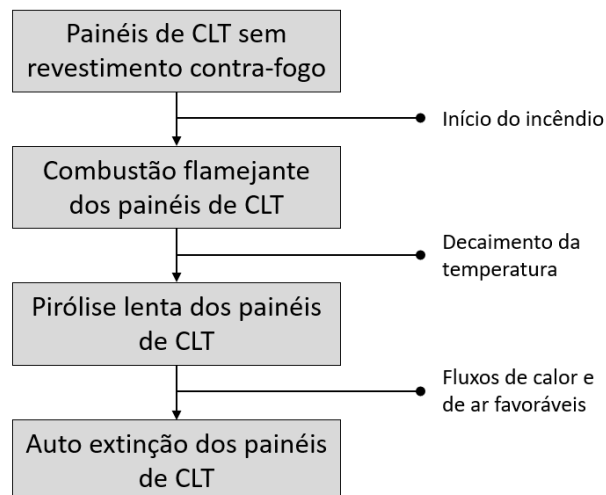 Painéis de CLT sem
revestimento contra-fogo
Início do incêndio
Combustão flamejante
dos painéis de CLT
Decaimento da
temperatura
Pirólise lenta dos painéis
de CLT
Fluxos de calor e
de ar favoráveis
Auto extinção dos painéis
de CLT